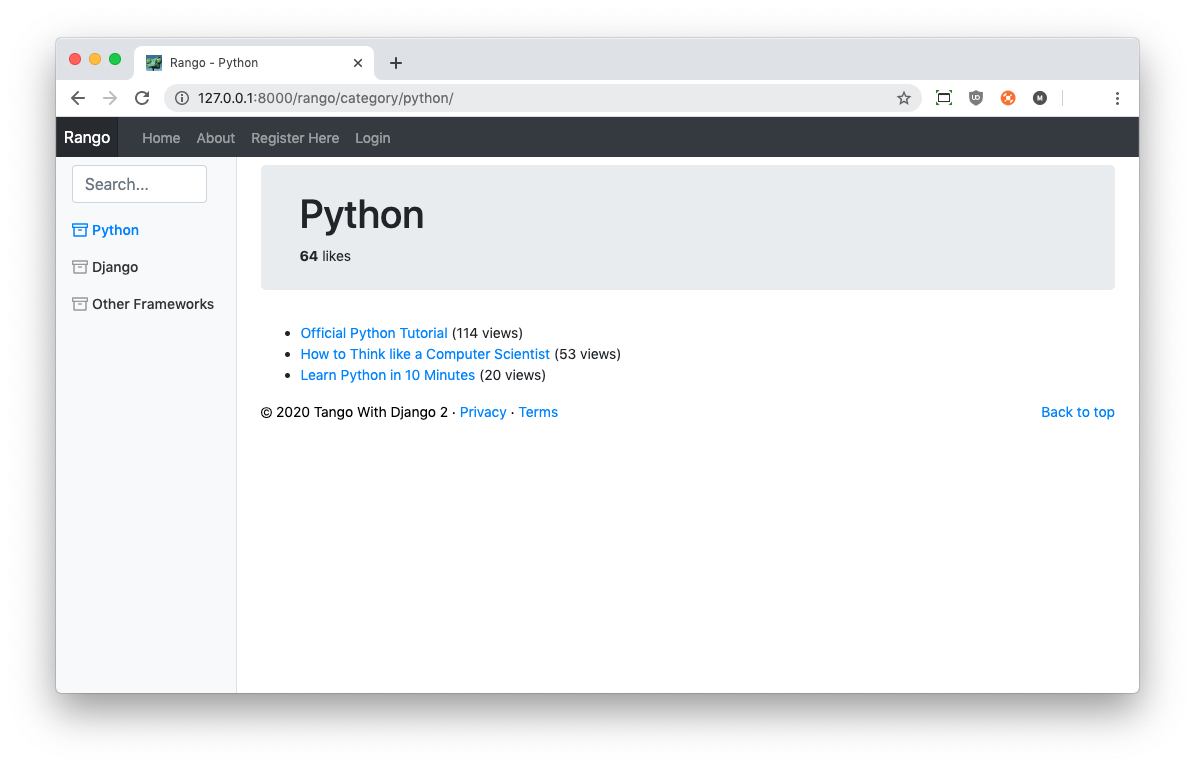 Rango - Python
127.0.0.1:8000/rango/category/python/
UD
M
Rango Home About Register Here Login
Search...
Python
Django
Other Frameworks
Python
64 likes
Official Python Tutorial (114 views)
How to Think like a Computer Scientist (53 views)
Learn Python in 10 Minutes (20 views)
© 2020 Tango With Django 2 · Privacy · Terms
Back to top